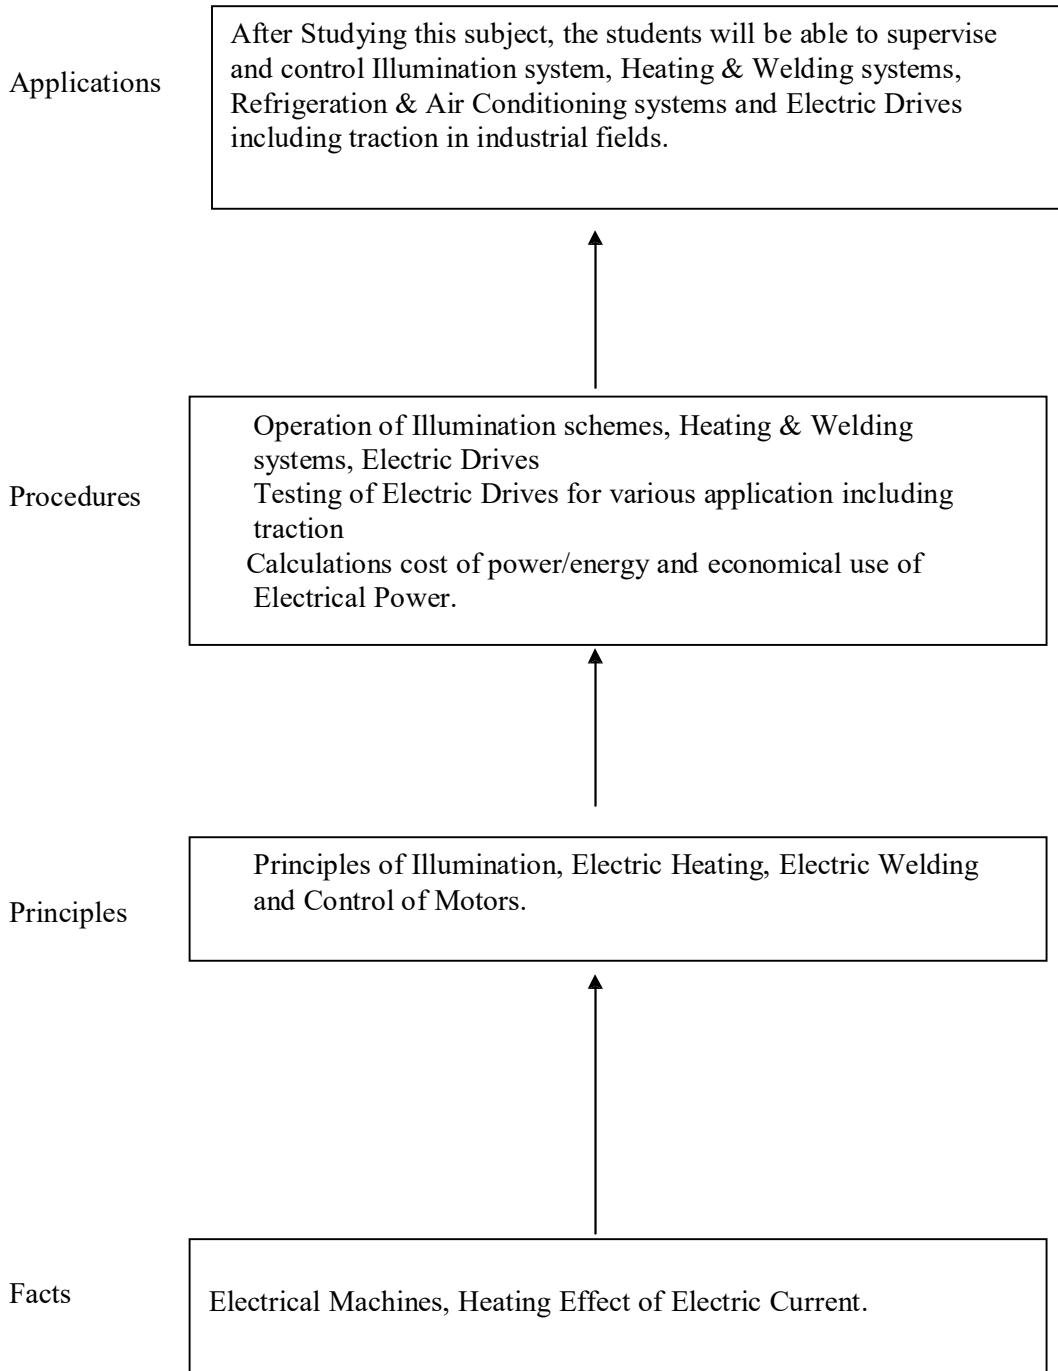 Applications
After Studying this subject, the students will be able to supervise
and control Illumination system, Heating & Welding systems,
Refrigeration & Air Conditioning systems and Electric Drives
including traction in industrial fields.
Procedures
Operation of Illumination schemes, Heating & Welding
systems, Electric Drives
Testing of Electric Drives for various application including
traction
Calculations cost of power/energy and economical use of
Electrical Power.
Principles
Principles of Illumination, Electric Heating, Electric Welding
and Control of Motors.
Facts
Electrical Machines, Heating Effect of Electric Current.